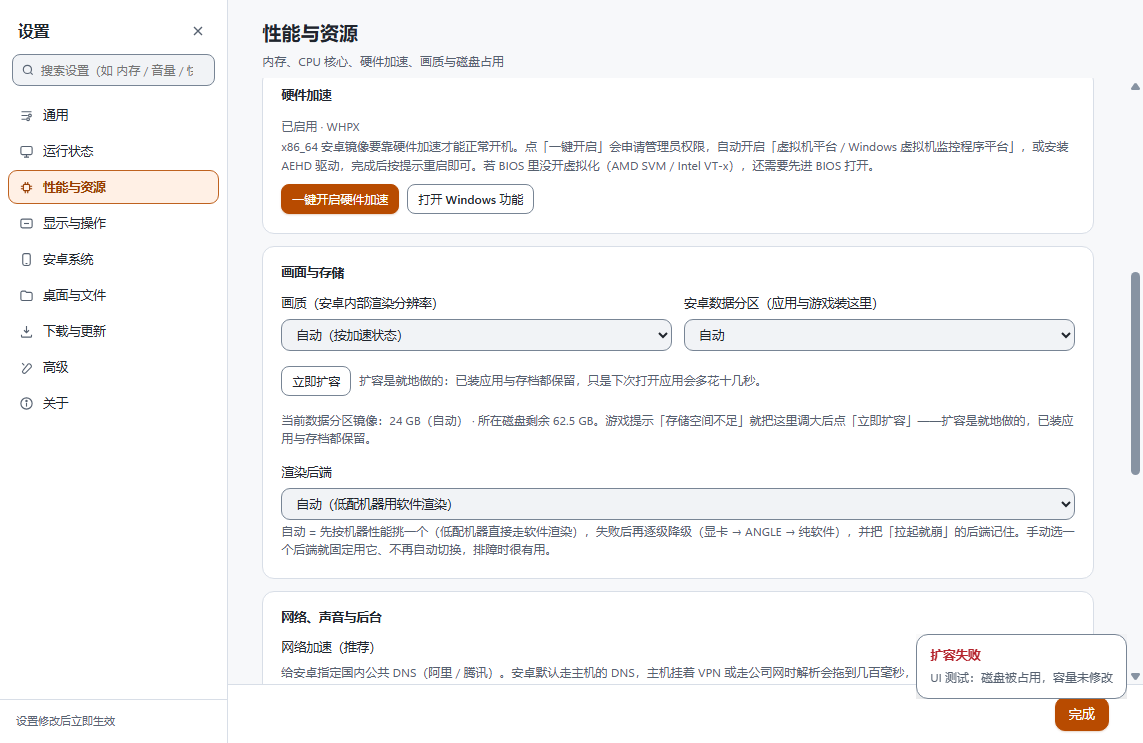 设置
搜索设置（如 内存 / 音量 /
通用
运行状态
性能与资源
显示与操作
安卓系统
桌面与文件
下载与更新
高级
关于
设置修改后立即生效
性能与资源
内存、CPU 核心、硬件加速、画质与磁盘占用
硬件加速
已启用 · WHPX
x86_64 安卓镜像要靠硬件加速才能正常开机。点「一键开启」会申请管理员权限，自动开启「虚拟机平台 / Windows 虚拟机监控程序平台」，或安装
AEHD 驱动，完成后按提示重启即可。若 BIOS 里没开虚拟化（AMD SVM / Intel VT-x），还需要先进 BIOS 打开。
一键开启硬件加速
打开 Windows 功能
画面与存储
画质（安卓内部渲染分辨率）
安卓数据分区（应用与游戏装这里）
自动（按加速状态）
自动
立即扩容
扩容是就地做的：已装应用与存档都保留，只是下次打开应用会多花十几秒。
当前数据分区镜像：24 GB（自动） · 所在磁盘剩余 62.5 GB。游戏提示「存储空间不足」就把这里调大后点「立即扩容」——扩容是就地做的，已装应
用与存档都保留。
渲染后端
自动（低配机器用软件渲染）
自动 = 先按机器性能挑一个（低配机器直接走软件渲染），失败后再逐级降级（显卡 → ANGLE → 纯软件），并把「拉起就崩」的后端记住。手动选一
个后端就固定用它、不再自动切换，排障时很有用。
网络、声音与后台
网络加速（推荐）
给安卓指定国内公共 DNS（阿里 / 腾讯）。安卓默认走主机的 DNS，主机挂着 VPN 或走公司网时解析会拖到几百毫秒，
扩容失败
UI 测试：磁盘被占用，容量未修改
完成